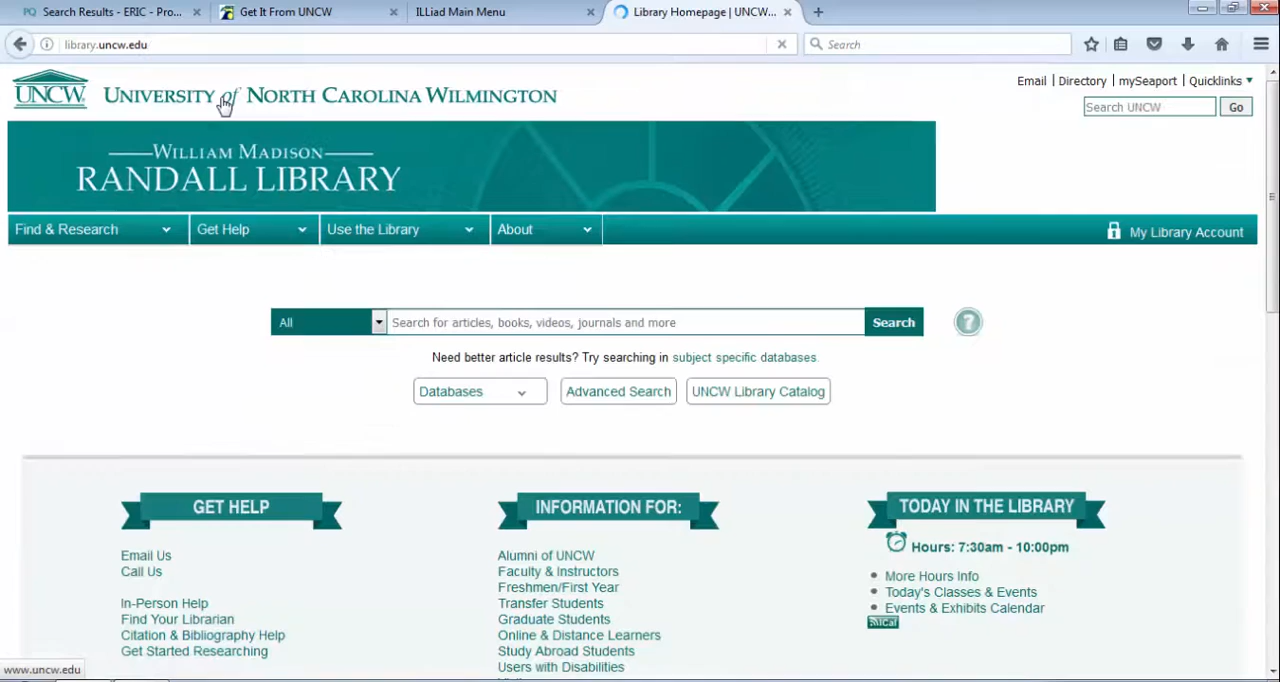 Search Results - ERIC - Pro...
Get It From UNCW
ILLiad Main Menu
Library Homepage | UNCW...
library.uncw.edu
Search
UNCW
UNIVERSITY of NORTH CAROLINA WILMINGTON
Email | Directory | mySeaport | Quicklinks
Search UNCW
Go
WILLIAM MADISON
RANDALL LIBRARY
Find & Research
Get Help
Use the Library
About
My Library Account
All
Search for articles, books, videos, journals and more
Search
?
Need better article results? Try searching in subject specific databases.
Databases
Advanced Search
UNCW Library Catalog
GET HELP
Email Us
Call Us
In-Person Help
Find Your Librarian
Citation & Bibliography Help
Get Started Researching
INFORMATION FOR:
Alumni of UNCW
Faculty & Instructors
Freshmen/First Year
Transfer Students
Graduate Students
Online & Distance Learners
Study Abroad Students
Users with Disabilities
TODAY IN THE LIBRARY
Hours: 7:30am - 10:00pm
More Hours Info
Today's Classes & Events
Events & Exhibits Calendar
iCal
www.uncw.edu